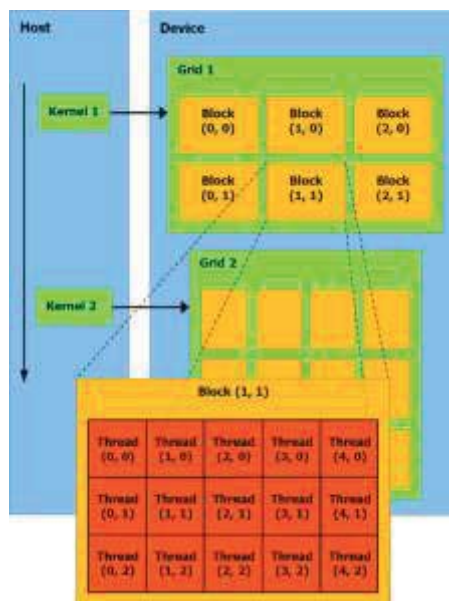 Host
Device
Grid 1
Kernel 1
Block
(0, 0)
Block
(1, 0)
Block
(2, 0)
Block
(0, 1)
Block
(1, 1)
Block
(2, 1)
Grid 2
Kernel 2
Block (1, 1)
Thread
(0, 0)
Thread
(1, 0)
Thread
(2, 0)
Thread
(3, 0)
Thread
(4, 0)
Thread
(0, 1)
Thread
(1, 1)
Thread
(2, 1)
Thread
(3, 1)
Thread
(4, 1)
Thread
(0, 2)
Thread
(1, 2)
Thread
(2, 2)
Thread
(3, 2)
Thread
(4, 2)